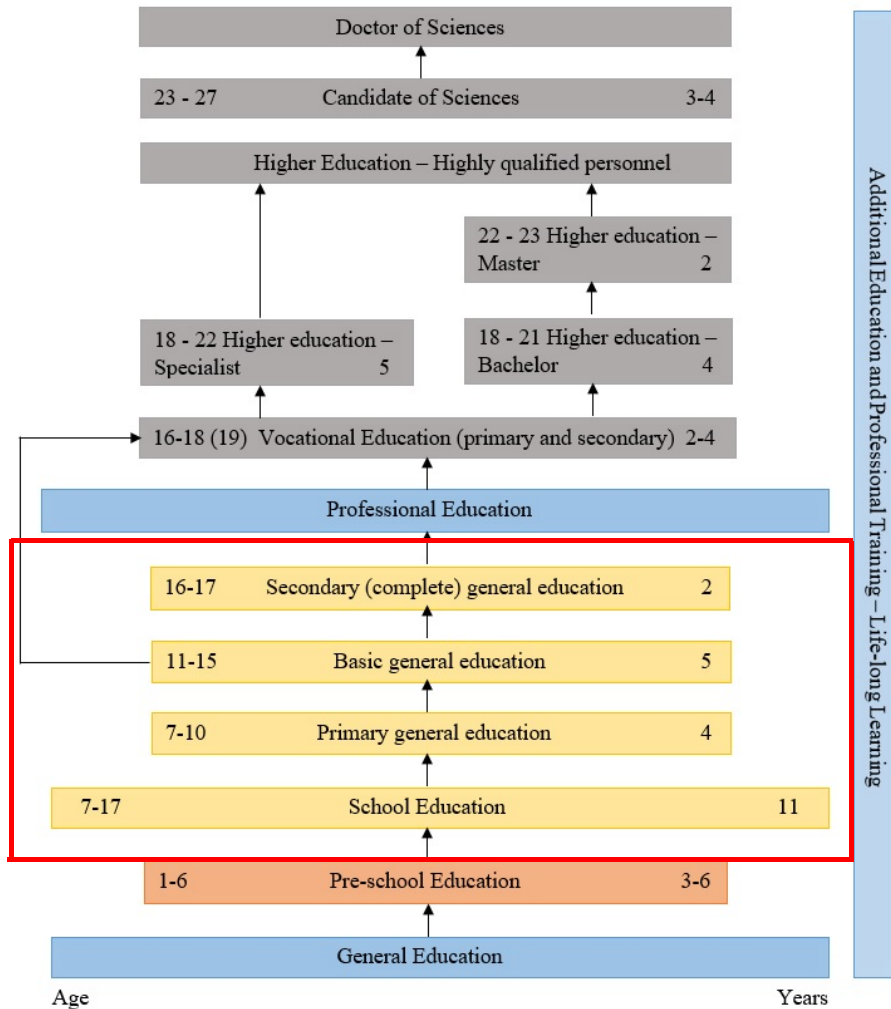 Doctor of Sciences
23 - 27 Candidate of Sciences 3-4
Higher Education – Highly qualified personnel
22 - 23 Higher education –
Master 2
18 - 22 Higher education –
Specialist 5
18 - 21 Higher education –
Bachelor 4
16-18 (19) Vocational Education (primary and secondary) 2-4
Professional Education
16-17 Secondary (complete) general education 2
11-15 Basic general education 5
7-10 Primary general education 4
7-17 School Education 11
1-6 Pre-school Education 3-6
General Education
Age Years
Additional Education and Professional Training – Life-long Learning